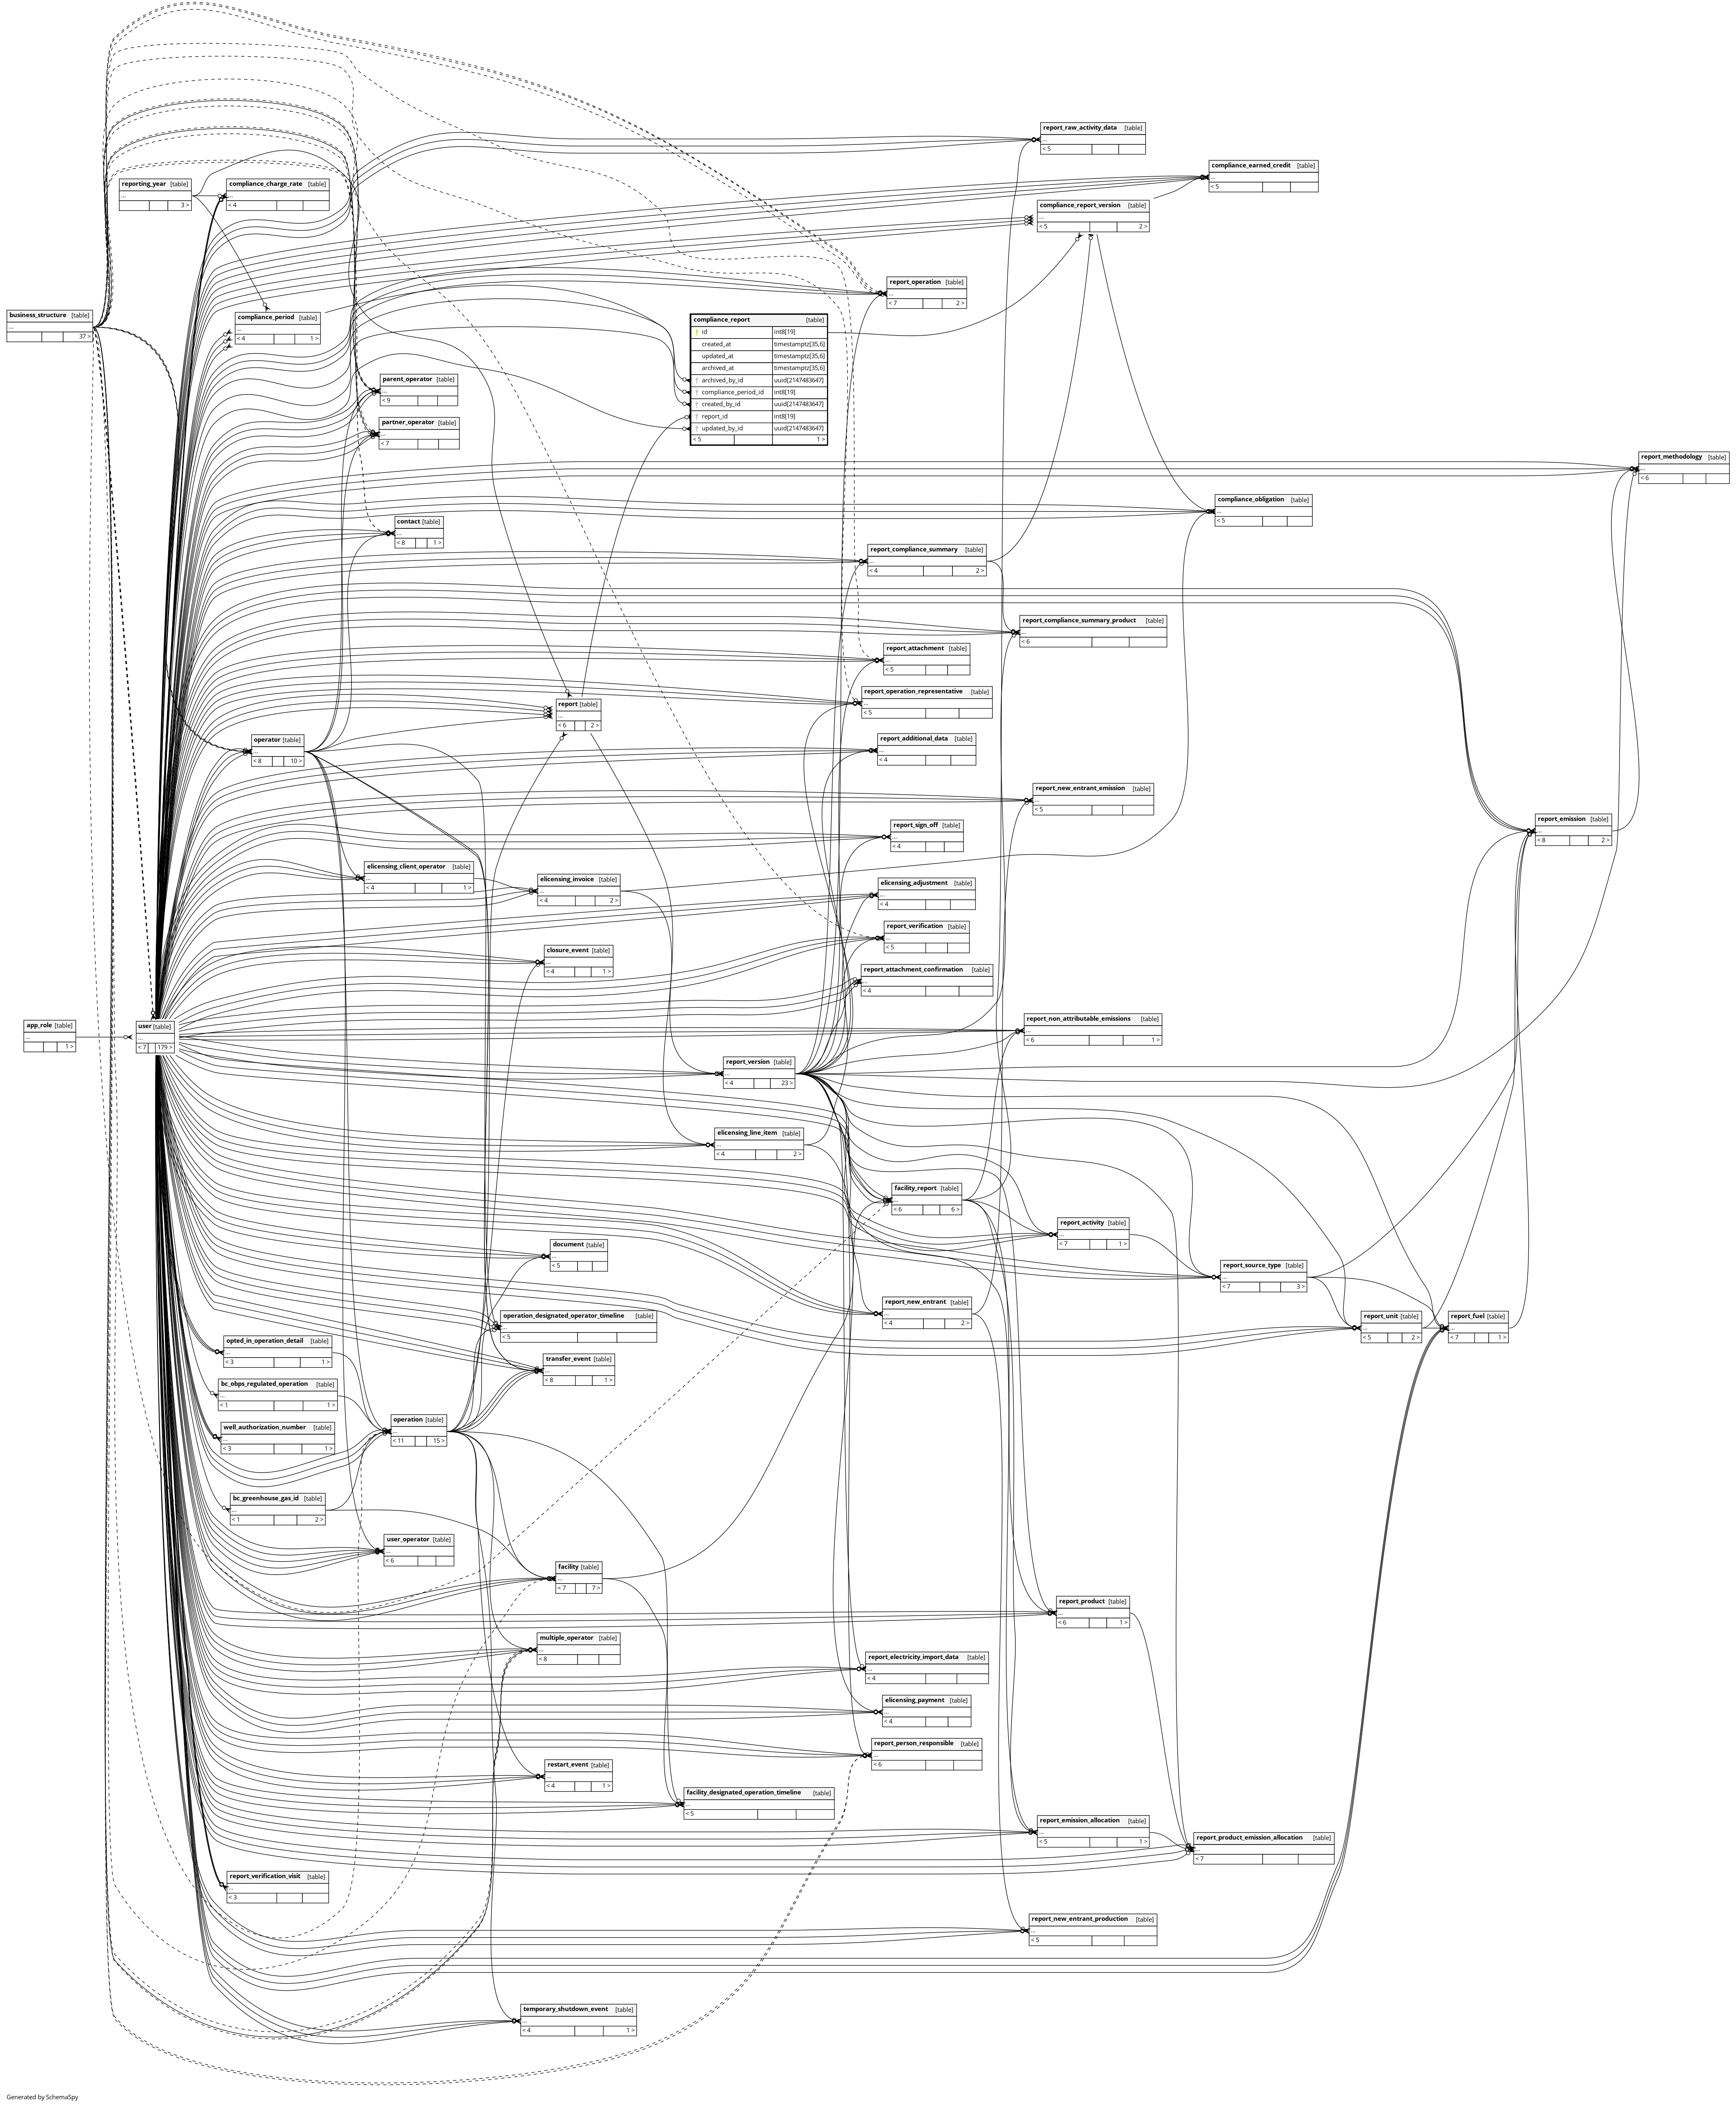 report_raw_activity_data [table]
...
< 5
compliance_earned_credit [table]
...
< 5
reporting_year [table]
...
3 >
compliance_charge_rate [table]
...
< 4
compliance_report_version [table]
...
< 5 2 >
report_operation [table]
...
< 7 2 >
business_structure [table]
...
37 >
compliance_period [table]
...
< 4 1 >
compliance_report [table]
id int8[19]
created_at timestamptz[35,6]
updated_at timestamptz[35,6]
archived_at timestamptz[35,6]
archived_by_id uuid[2147483647]
compliance_period_id int8[19]
created_by_id uuid[2147483647]
report_id int8[19]
updated_by_id uuid[2147483647]
< 5 1 >
parent_operator [table]
...
< 9
partner_operator [table]
...
< 7
report_methodology [table]
...
< 6
compliance_obligation [table]
...
< 5
contact [table]
...
< 8 1 >
report_compliance_summary [table]
...
< 4 2 >
report_compliance_summary_product [table]
...
< 6
report_attachment [table]
...
< 5
report_operation_representative [table]
...
< 5
report [table]
...
< 6 2 >
operator [table]
...
< 8 10 >
report_additional_data [table]
...
< 4
report_new_entrant_emission [table]
...
< 5
report_emission [table]
...
< 8 2 >
report_sign_off [table]
...
< 4
elicensing_client_operator [table]
...
< 4 1 >
elicensing_invoice [table]
...
< 4 2 >
elicensing_adjustment [table]
...
< 4
report_verification [table]
...
< 5
closure_event [table]
...
< 4 1 >
report_attachment_confirmation [table]
...
< 4
report_non_attributable_emissions [table]
...
< 6 1 >
app_role [table]
...
1 >
user [table]
...
< 7 179 >
report_version [table]
...
< 4 23 >
elicensing_line_item [table]
...
< 4 2 >
facility_report [table]
...
< 6 6 >
report_activity [table]
...
< 7 1 >
document [table]
...
< 5
report_source_type [table]
...
< 7 3 >
report_new_entrant [table]
...
< 4 2 >
operation_designated_operator_timeline [table]
...
< 5
report_unit [table]
...
< 5 2 >
report_fuel [table]
...
< 7 1 >
opted_in_operation_detail [table]
...
< 3 1 >
transfer_event [table]
...
< 8 1 >
bc_obps_regulated_operation [table]
...
< 1 1 >
operation [table]
...
< 11 15 >
well_authorization_number [table]
...
< 3 1 >
bc_greenhouse_gas_id [table]
...
< 1 2 >
user_operator [table]
...
< 6
facility [table]
...
< 7 7 >
report_product [table]
...
< 6 1 >
multiple_operator [table]
...
< 8
report_electricity_import_data [table]
...
< 4
elicensing_payment [table]
...
< 4
report_person_responsible [table]
...
< 6
restart_event [table]
...
< 4 1 >
facility_designated_operation_timeline [table]
...
< 5
report_emission_allocation [table]
...
< 5 1 >
report_product_emission_allocation [table]
...
< 7
report_verification_visit [table]
...
< 3
report_new_entrant_production [table]
...
< 5
temporary_shutdown_event [table]
...
< 4 1 >
Generated by SchemaSpy